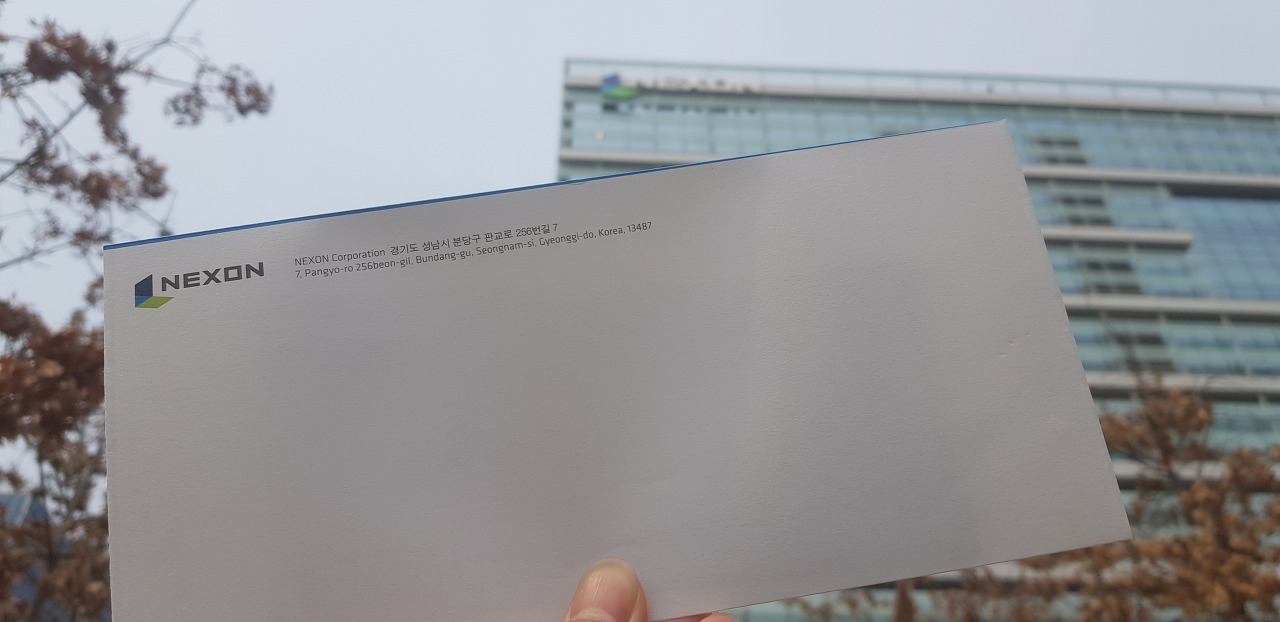 NEXON
NEXON
NEXON Corporation 경기도 성남시 분당구 판교로 256번길 7
7, Pangyo-ro 256beon-gil, Bundang-gu, Seongnam-si, Gyeonggi-do, Korea, 13487